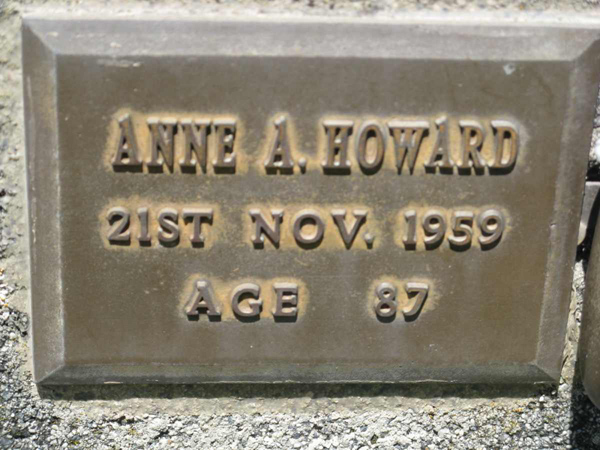 ANNE A. HOWARD
21ST NOV. 1959
AGE 87